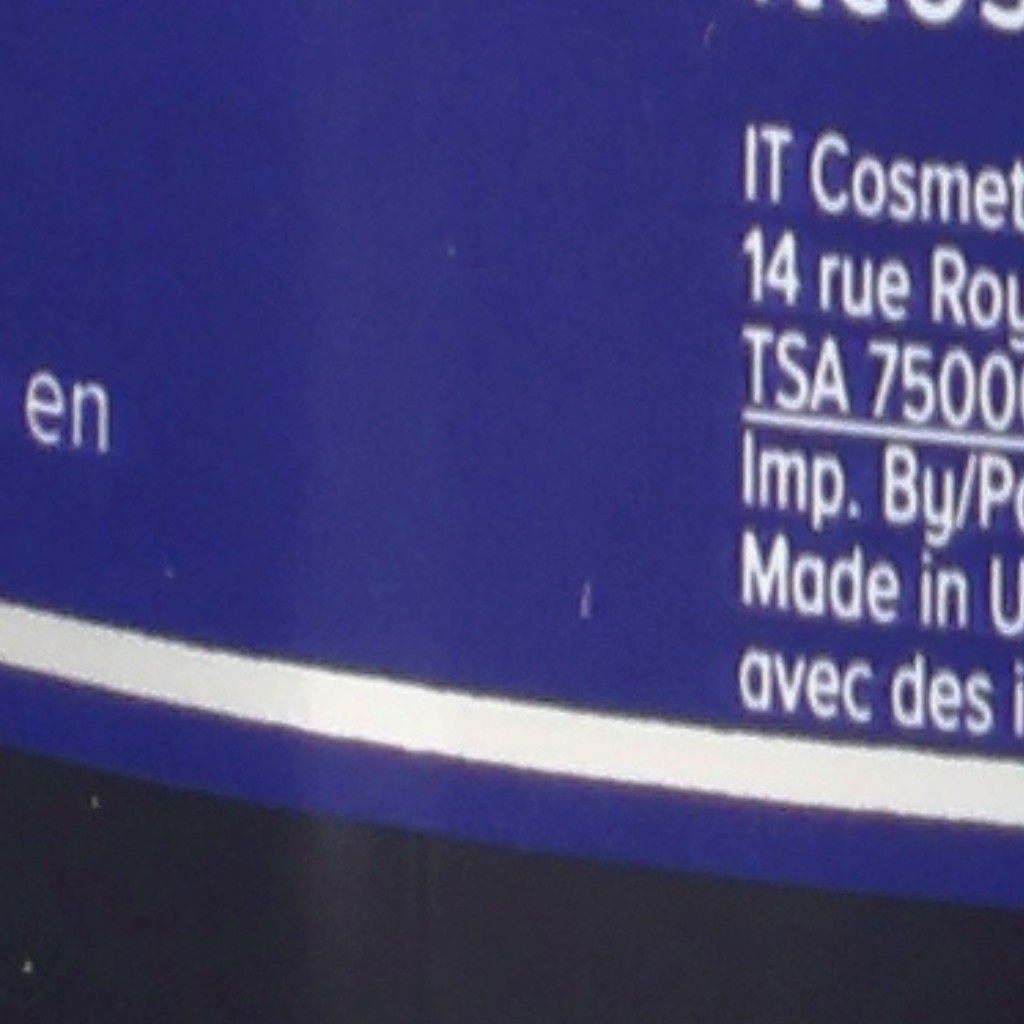 IT Cosmet
14 rue Roy
TSA 7500
en
Imp. By/P
Made in U
avec des i